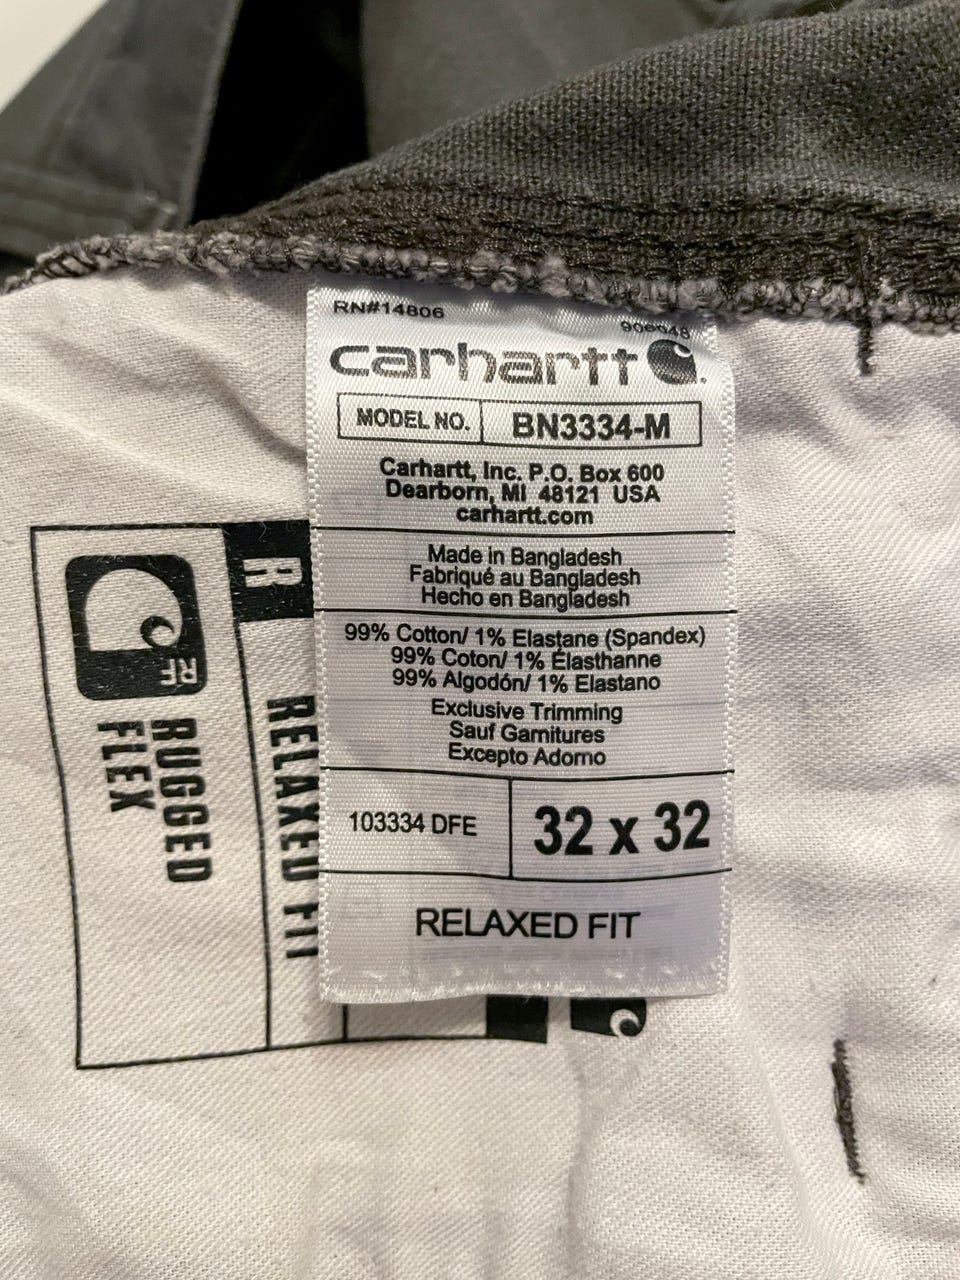 RN#14806
906048
carhartt
MODEL NO. BN3334-M
Carhartt, Inc. P.O. Box 600
Dearborn, MI 48121 USA
carhartt.com
Made in Bangladesh
Fabriqué au Bangladesh
Hecho en Bangladesh
99% Cotton/ 1% Elastane (Spandex)
99% Coton/ 1% Élasthanne
99% Algodón/ 1% Elastano
Exclusive Trimming
Sauf Garnitures
Excepto Adorno
103334 DFE 32 x 32
RELAXED FIT
R
RELAXED FIT
RF
RUGGED
FLEX